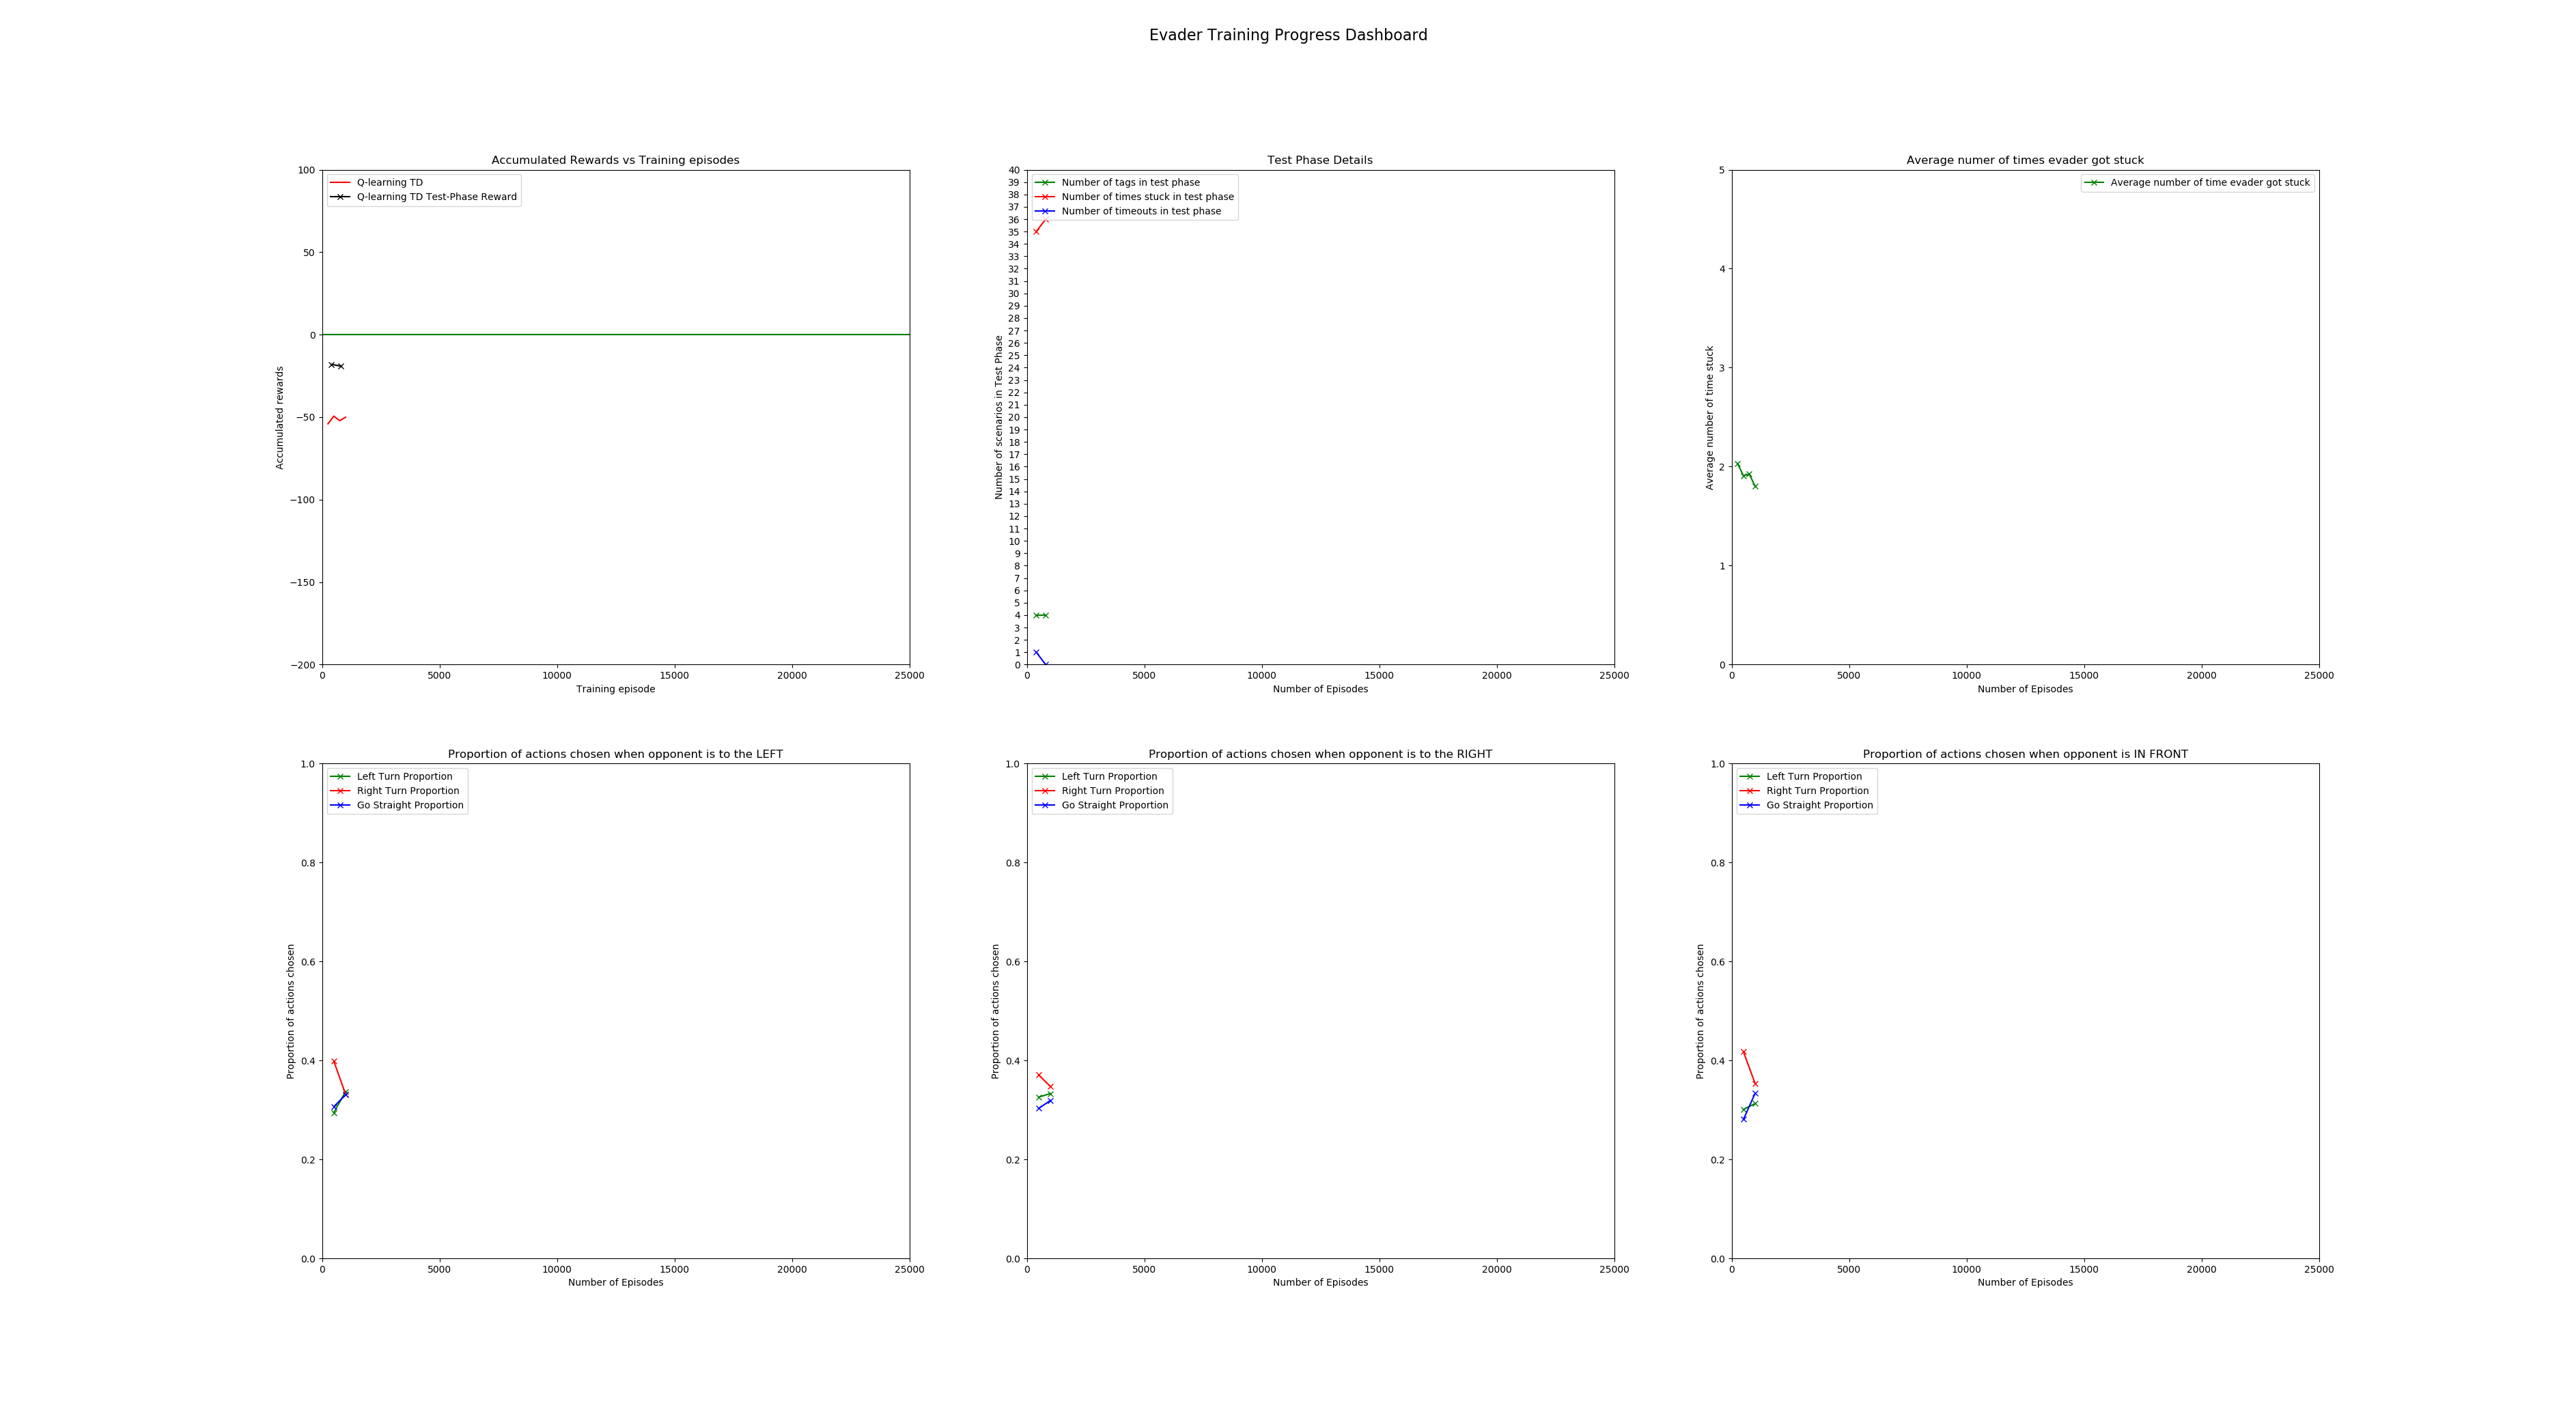 Evader Training Progress Dashboard
Accumulated Rewards vs Training episodes
100
50
0
−50
−100
−150
−200
Accumulated rewards
Q-learning TD
Q-learning TD Test-Phase Reward
0 5000 10000 15000 20000 25000
Training episode
Test Phase Details
40
39
38
37
36
35
34
33
32
31
30
29
28
27
26
25
24
23
22
21
20
19
18
17
16
15
14
13
12
11
10
9
8
7
6
5
4
3
2
1
0
Number of scenarios in Test Phase
Number of tags in test phase
Number of times stuck in test phase
Number of timeouts in test phase
0 5000 10000 15000 20000 25000
Number of Episodes
Average numer of times evader got stuck
5
4
3
2
1
0
Average number of time stuck
Average number of time evader got stuck
0 5000 10000 15000 20000 25000
Number of Episodes
Proportion of actions chosen when opponent is to the LEFT
1.0
0.8
0.6
0.4
0.2
0.0
Proportion of actions chosen
Left Turn Proportion
Right Turn Proportion
Go Straight Proportion
0 5000 10000 15000 20000 25000
Number of Episodes
Proportion of actions chosen when opponent is to the RIGHT
1.0
0.8
0.6
0.4
0.2
0.0
Proportion of actions chosen
Left Turn Proportion
Right Turn Proportion
Go Straight Proportion
0 5000 10000 15000 20000 25000
Number of Episodes
Proportion of actions chosen when opponent is IN FRONT
1.0
0.8
0.6
0.4
0.2
0.0
Proportion of actions chosen
Left Turn Proportion
Right Turn Proportion
Go Straight Proportion
0 5000 10000 15000 20000 25000
Number of Episodes